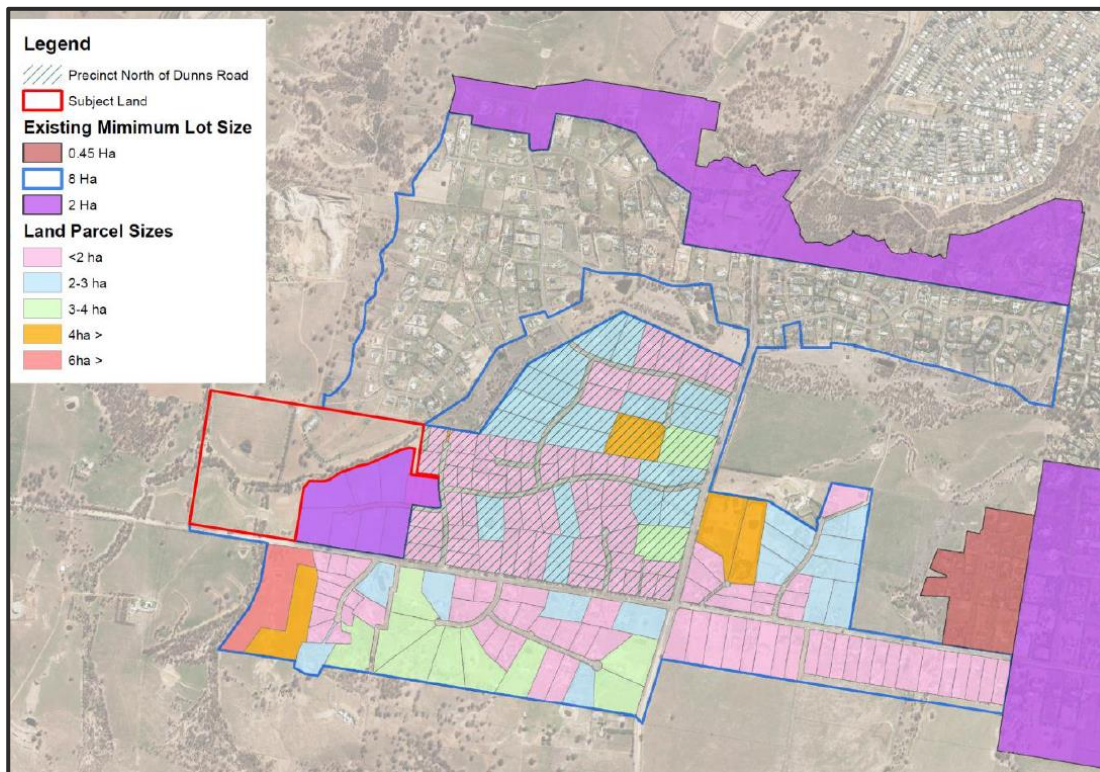 Legend
Precinct North of Dunns Road
Subject Land
Existing Mimimum Lot Size
0.45 Ha
8 Ha
2 Ha
Land Parcel Sizes
<2 ha
2-3 ha
3-4 ha
4ha >
6ha >